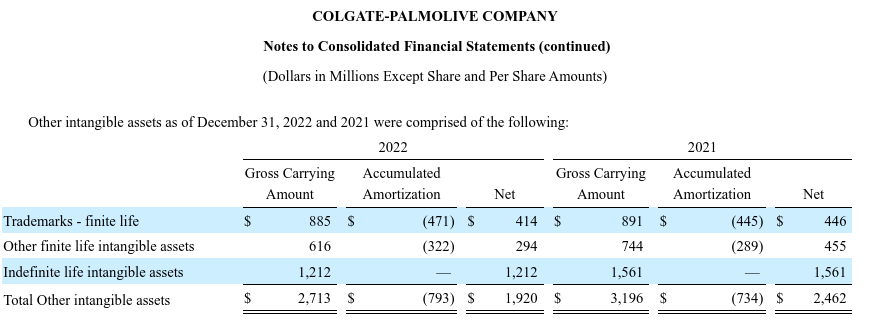 COLGATE-PALMOLIVE COMPANY
Notes to Consolidated Financial Statements (continued)
(Dollars in Millions Except Share and Per Share Amounts)
Other intangible assets as of December 31, 2022 and 2021 were comprised of the following:
2022 2021
Gross Carrying Amount Accumulated Amortization Net Gross Carrying Amount Accumulated Amortization Net
Trademarks - finite life $ 885 $ (471) $ 414 $ 891 $ (445) $ 446
Other finite life intangible assets 616 (322) 294 744 (289) 455
Indefinite life intangible assets 1,212 — 1,212 1,561 — 1,561
Total Other intangible assets $ 2,713 $ (793) $ 1,920 $ 3,196 $ (734) $ 2,462